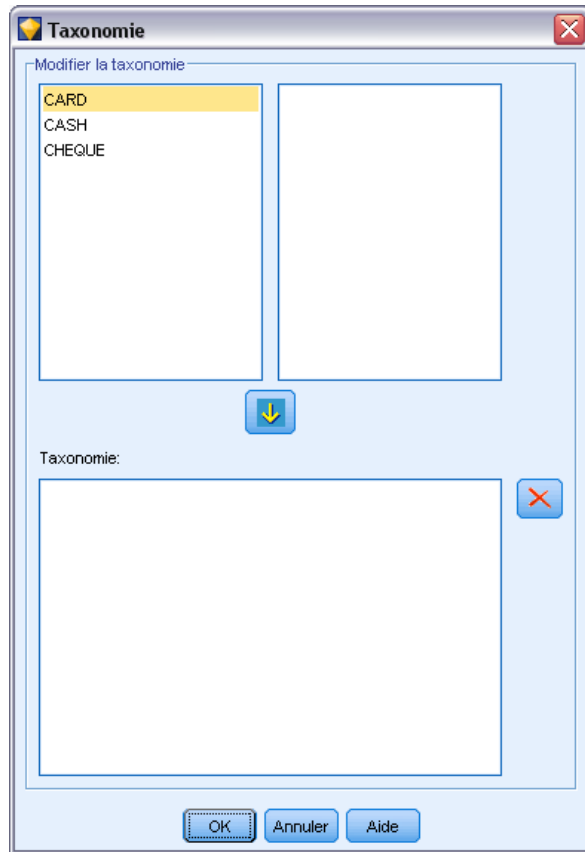 Taxonomie
Modifier la taxonomie
CARD
CASH
CHEQUE
Taxonomie:
OK
Annuler
Aide